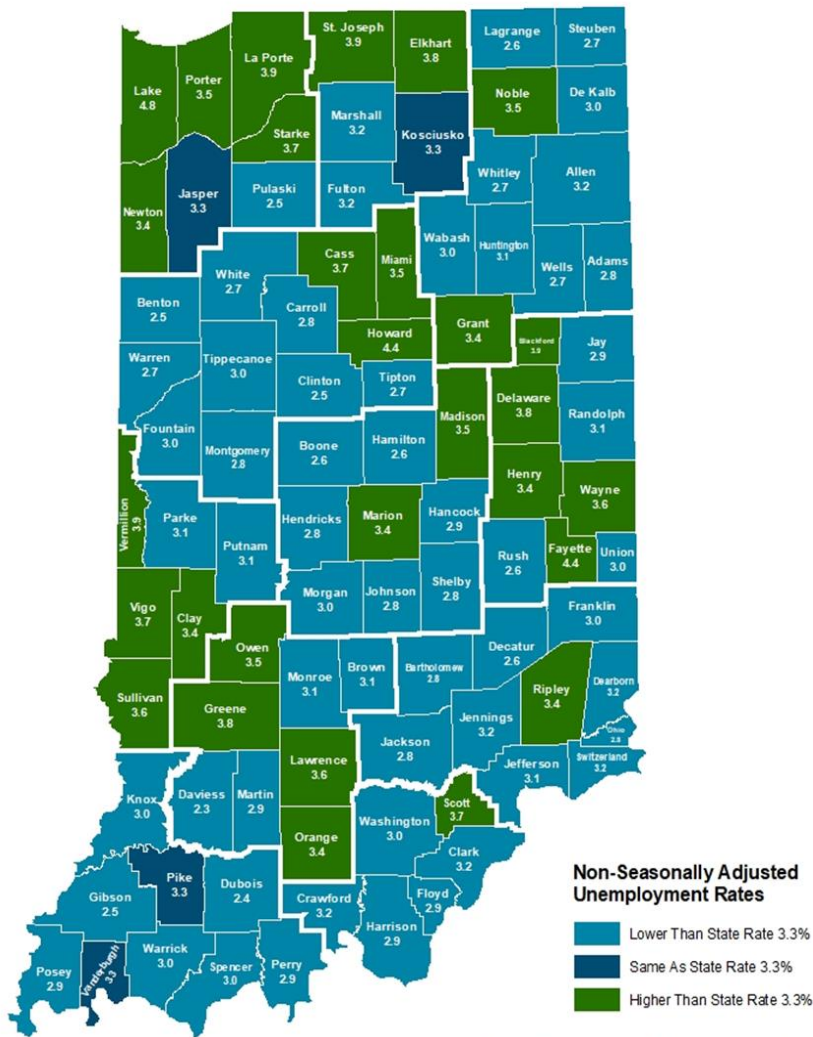 St. Joseph
3.9
Elkhart
3.8
Lagrange
2.6
Steuben
2.7
La Porte
3.9
Porter
3.5
Lake
4.8
Noble
3.5
De Kalb
3.0
Marshall
3.2
Kosciusko
3.3
Starke
3.7
Whitley
2.7
Allen
3.2
Jasper
3.3
Pulaski
2.5
Fulton
3.2
Newton
3.4
Wabash
3.0
Huntington
3.1
Cass
3.7
Miami
3.5
Wells
2.7
Adams
2.8
White
2.7
Benton
2.5
Carroll
2.8
Grant
3.4
Howard
4.4
Blackford
Jay
2.9
Warren
2.7
Tippecanoe
3.0
Clinton
2.5
Tipton
2.7
Delaware
3.8
Madison
3.5
Randolph
3.1
Fountain
3.0
Montgomery
2.8
Boone
2.6
Hamilton
2.6
Henry
3.4
Wayne
3.6
Vermillion
3.9
Parke
3.1
Putnam
3.1
Hendricks
2.8
Marion
3.4
Hancock
2.9
Rush
2.6
Fayette
4.4
Union
3.0
Morgan
3.0
Johnson
2.8
Shelby
2.8
Vigo
3.7
Clay
3.4
Franklin
3.0
Owen
3.5
Decatur
2.6
Sullivan
3.6
Greene
3.8
Monroe
3.1
Brown
3.1
Bartholomew
2.8
Ripley
3.4
Dearborn
3.2
Jennings
3.2
Ohio
Jackson
2.8
Lawrence
3.6
Jefferson
3.1
Switzerland
3.2
Knox
3.0
Daviess
2.3
Martin
2.9
Scott
3.7
Washington
3.0
Orange
3.4
Clark
3.2
Pike
3.3
Dubois
2.4
Gibson
2.5
Crawford
3.2
Floyd
2.9
Harrison
2.9
Posey
2.9
Vanderburgh
3.3
Warrick
3.0
Spencer
3.0
Perry
2.9
Non-Seasonally Adjusted
Unemployment Rates
Lower Than State Rate 3.3%
Same As State Rate 3.3%
Higher Than State Rate 3.3%